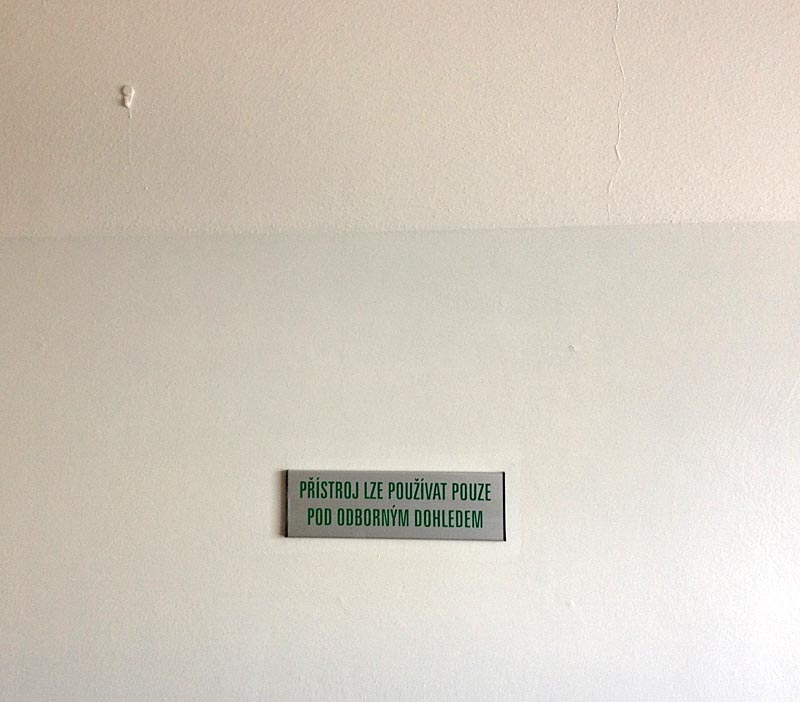 PŘÍSTROJ LZE POUŽÍVAT POUZE
POD ODBORNÝM DOHLEDEM